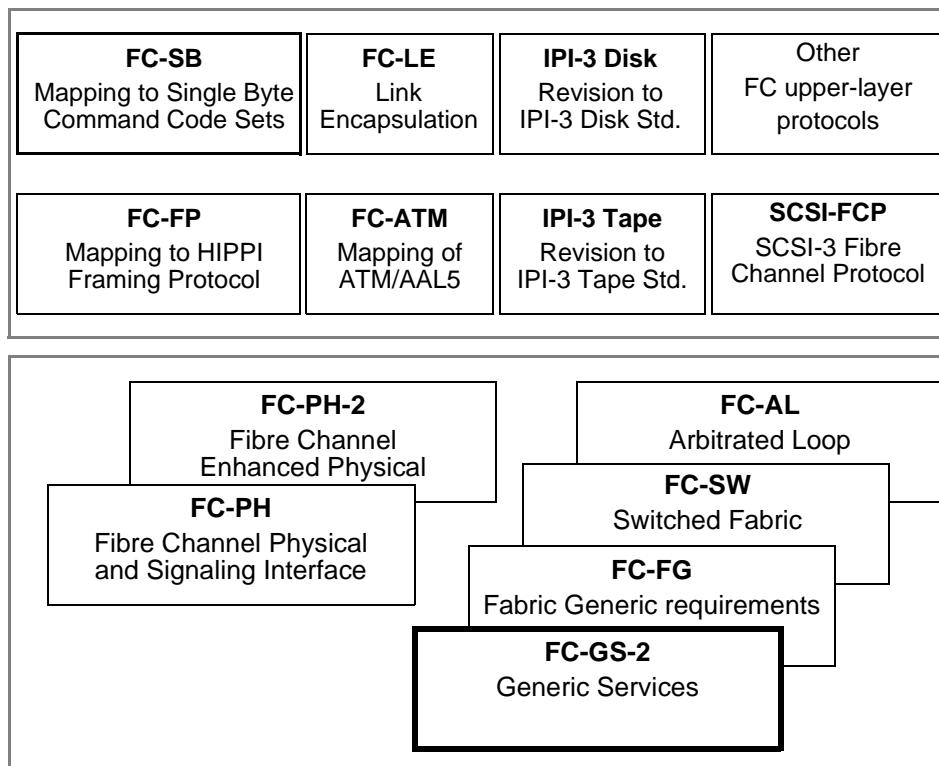 FC-SB
Mapping to Single Byte
Command Code Sets
FC-LE
Link
Encapsulation
IPI-3 Disk
Revision to
IPI-3 Disk Std.
Other
FC upper-layer
protocols
FC-FP
Mapping to HIPPI
Framing Protocol
FC-ATM
Mapping of
ATM/AAL5
IPI-3 Tape
Revision to
IPI-3 Tape Std.
SCSI-FCP
SCSI-3 Fibre
Channel Protocol
FC-PH-2
Fibre Channel
Enhanced Physical
FC-PH
Fibre Channel Physical
and Signaling Interface
FC-AL
Arbitrated Loop
FC-SW
Switched Fabric
FC-FG
Fabric Generic requirements
FC-GS-2
Generic Services